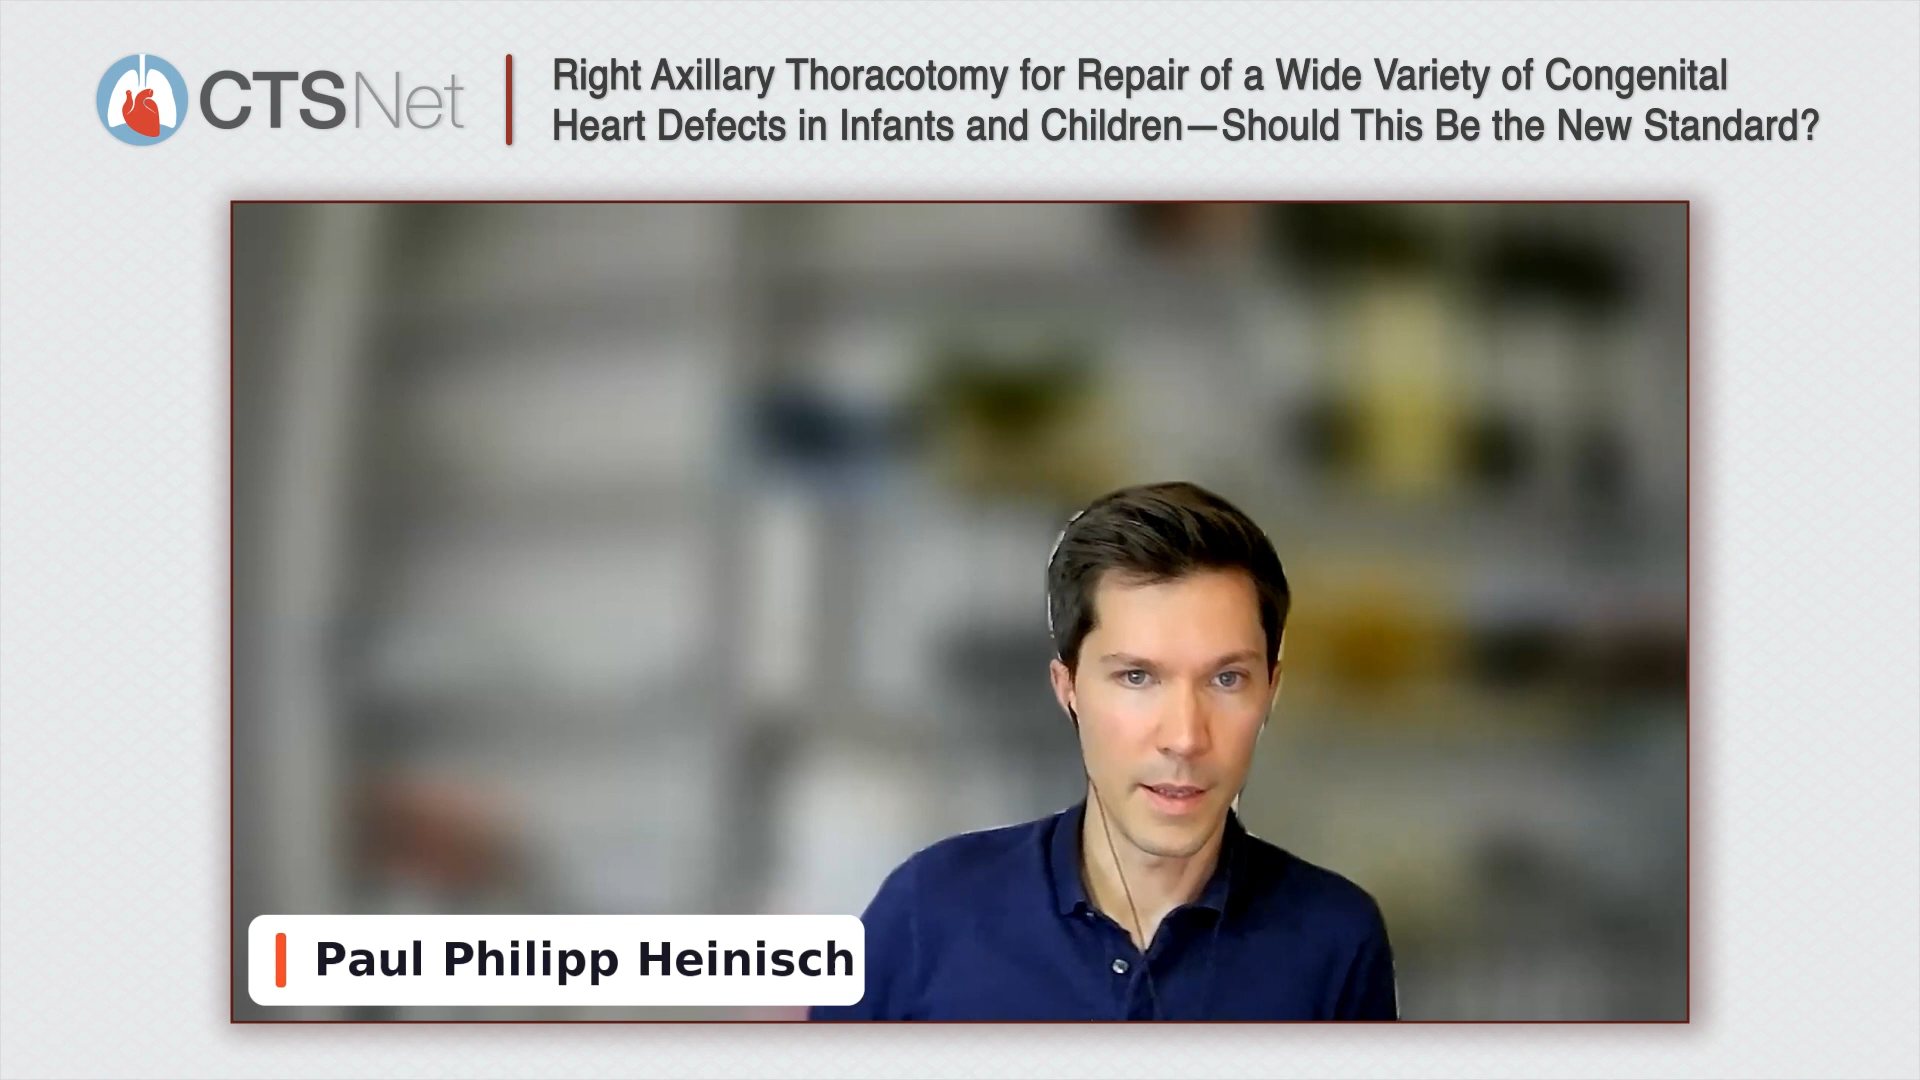 CTSNet
Right Axillary Thoracotomy for Repair of a Wide Variety of Congenital
Heart Defects in Infants and Children—Should This Be the New Standard?
Paul Philipp Heinisch